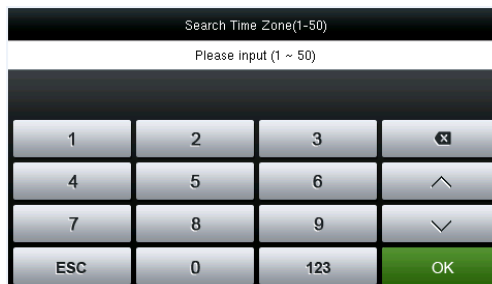 Search Time Zone(1-50)
Please input (1 ~ 50)
1 2 3
4 5 6
7 8 9
ESC 0 123 OK